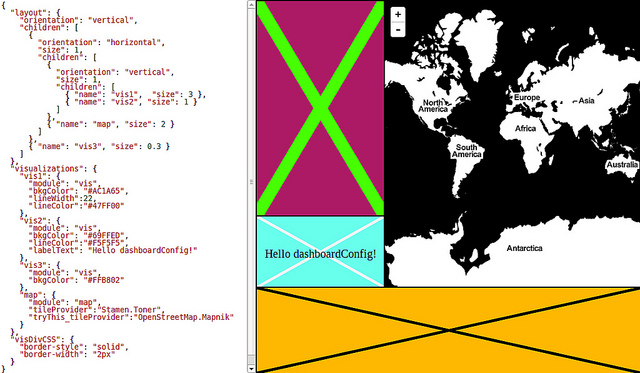 {
"layout": {
"orientation": "vertical",
"children": [
{
"orientation": "horizontal",
"size": 1,
"children": [
{
"orientation": "vertical",
"size": 1,
"children": [
{ "name": "vis1", "size": 3 },
{ "name": "vis2", "size": 1 }
]
},
{ "name": "map", "size": 2 }
]
},
{ "name": "vis3", "size": 0.3 }
]
},
"visualizations": {
"vis1": {
"module": "vis",
"bkgColor": "#AC1A65",
"lineWidth":22,
"lineColor":"#47FF00"
},
"vis2": {
"module": "vis",
"bkgColor": "#69FFED",
"lineColor":"#F5F5F5",
"labelText": "Hello dashboardConfig!"
},
"vis3": {
"module": "vis",
"bkgColor": "#FFB802"
},
"map": {
"module": "map",
"tileProvider":"Stamen.Toner",
"tryThis_tileProvider":"OpenStreetMap.Mapnik"
}
},
"visDivCSS": {
"border-style": "solid",
"border-width": "2px"
}
}
Hello dashboardConfig!
+
-
North
America
Europe
Asia
Africa
South
America
Australia
Antarctica